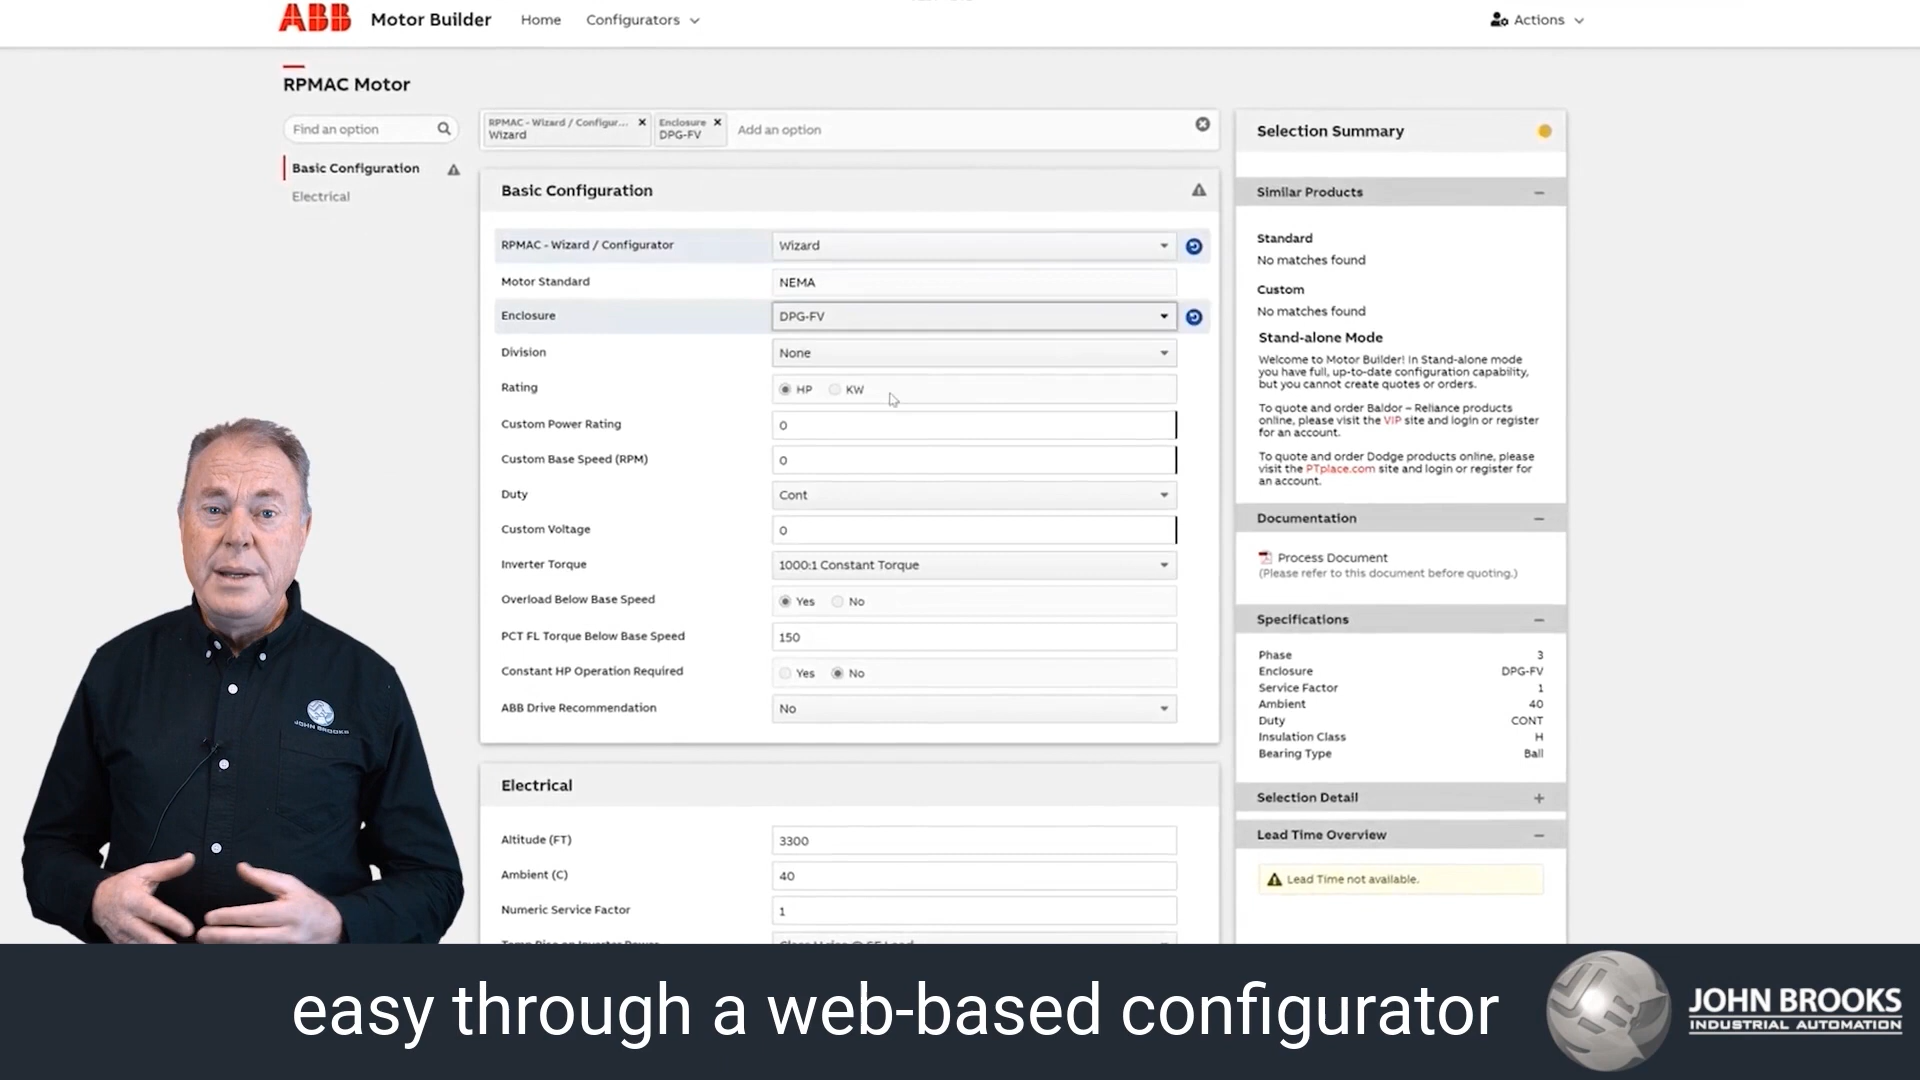 ABB
Motor Builder
Home
Configurators
Actions
RPMAC Motor
Find an option
Basic Configuration
Electrical
RPMAC - Wizard / Configur...
Wizard
Enclosure
DPG-FV
Add an option
Basic Configuration
RPMAC - Wizard / Configurator
Wizard
Motor Standard
NEMA
Enclosure
DPG-FV
Division
None
Rating
HP
KW
Custom Power Rating
0
Custom Base Speed (RPM)
0
Duty
Cont
Custom Voltage
0
Inverter Torque
1000:1 Constant Torque
Overload Below Base Speed
Yes
No
PCT FL Torque Below Base Speed
150
Constant HP Operation Required
Yes
No
ABB Drive Recommendation
No
Electrical
Altitude (FT)
3300
Ambient (C)
40
Numeric Service Factor
1
Selection Summary
Similar Products
Standard
No matches found
Custom
No matches found
Stand-alone Mode
Welcome to Motor Builder! In Stand-alone mode
you have full, up-to-date configuration capability,
but you cannot create quotes or orders.
To quote and order Baldor – Reliance products
online, please visit the VIP site and login or register
for an account.
To quote and order Dodge products online, please
visit the PTplace.com site and login or register for
an account.
Documentation
Process Document
(Please refer to this document before quoting.)
Specifications
Phase 3
Enclosure DPG-FV
Service Factor 1
Ambient 40
Duty CONT
Insulation Class H
Bearing Type Ball
Selection Detail
Lead Time Overview
Lead Time not available.
JOHN BROOKS
easy through a web-based configurator
JOHN BROOKS
INDUSTRIAL AUTOMATION